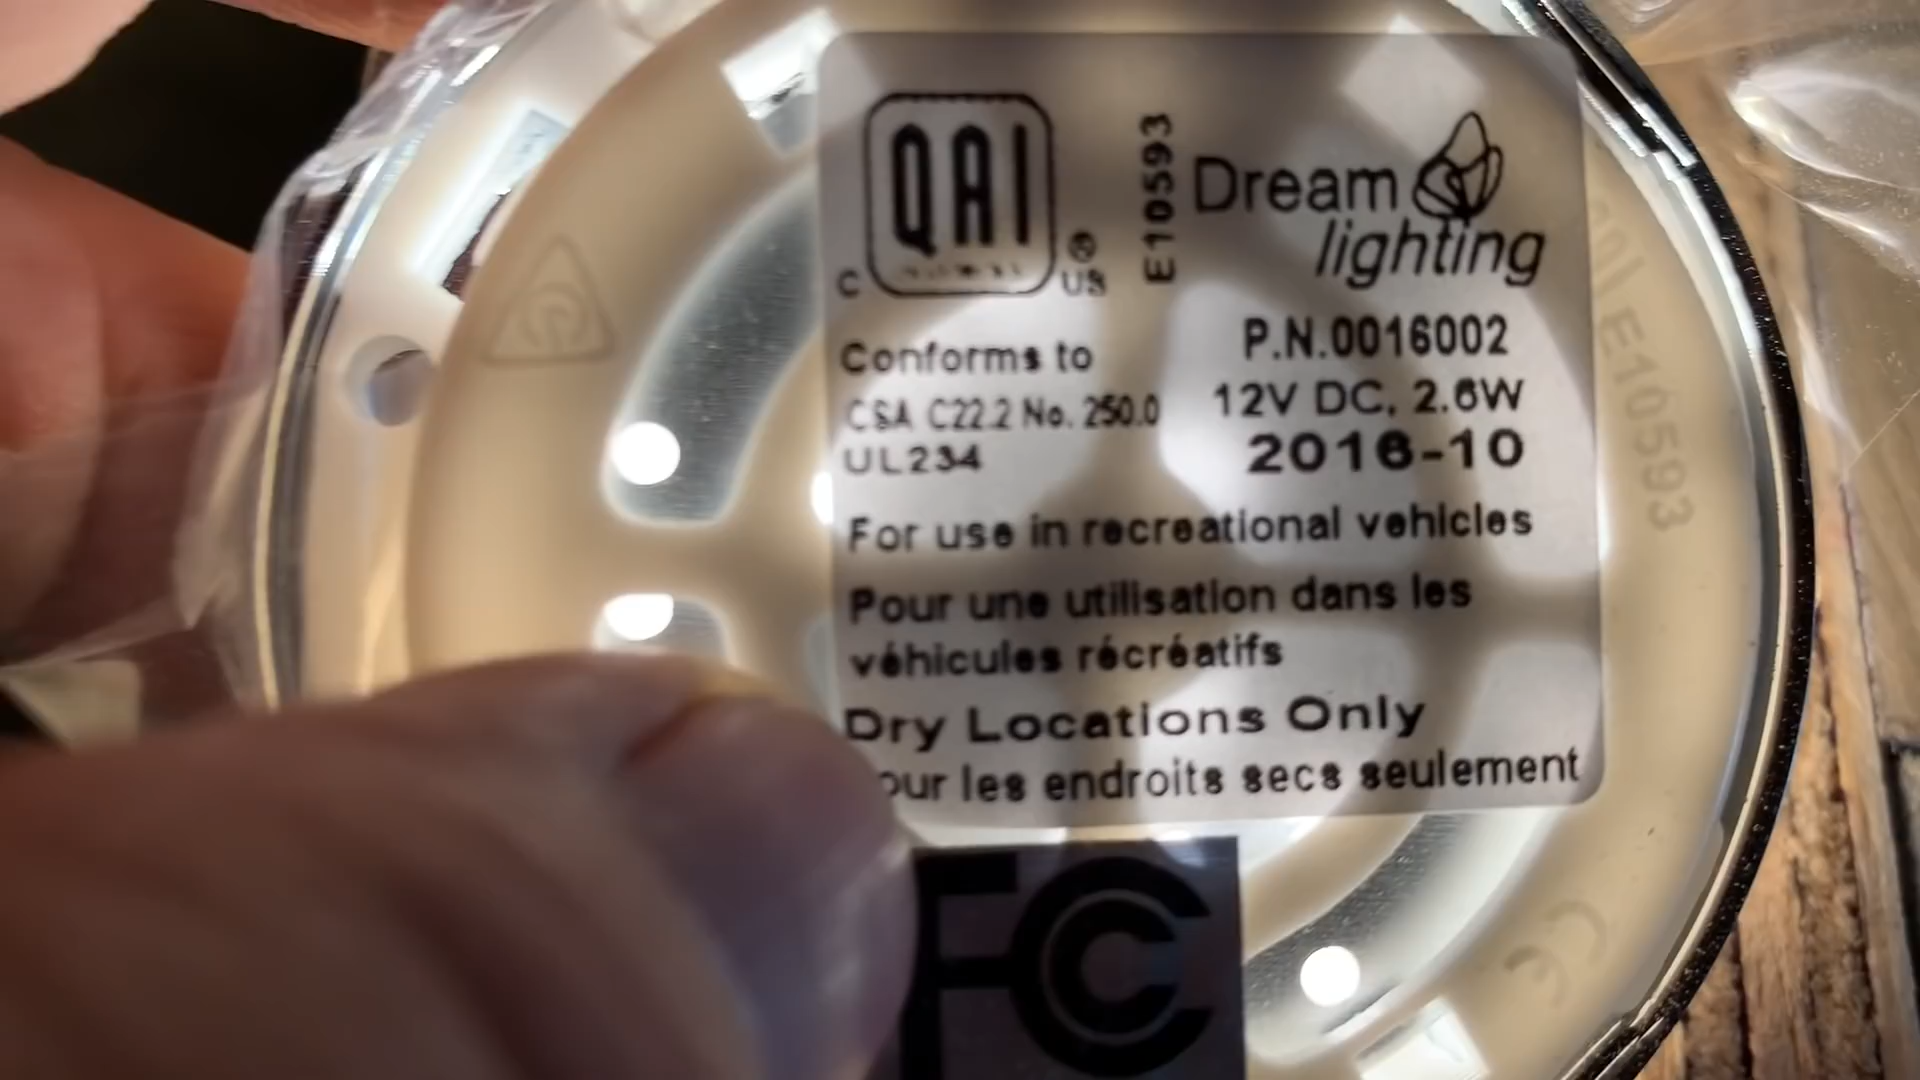 QAI
C
® US
E10593
Dream
lighting
Conforms to
CSA C22.2 No. 250.0
UL234
P.N.0016002
12V DC, 2.6W
2016-10
For use in recreational vehicles
Pour une utilisation dans les
véhicules récréatifs
Dry Locations Only
our les endroits secs seulement
FC
E10593
CE